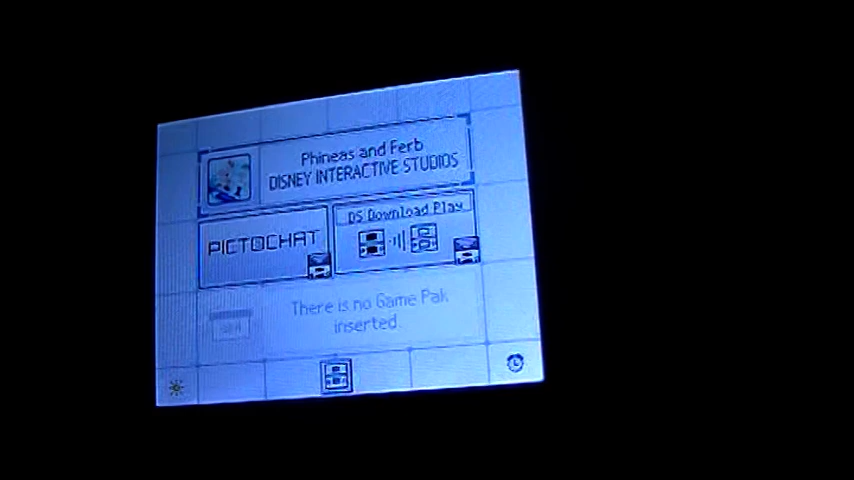 Phineas and Ferb
DISNEY INTERACTIVE STUDIOS
PICTOCHAT
DS Download Play
There is no Game Pak
inserted.